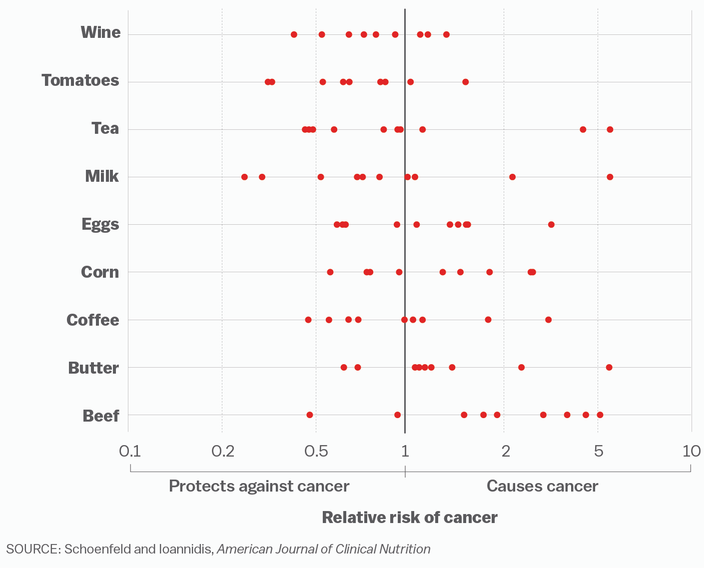 Wine
Tomatoes
Tea
Milk
Eggs
Corn
Coffee
Butter
Beef
0.1 0.2 0.5 1 2 5 10
Protects against cancer Causes cancer
Relative risk of cancer
SOURCE: Schoenfeld and Ioannidis, American Journal of Clinical Nutrition